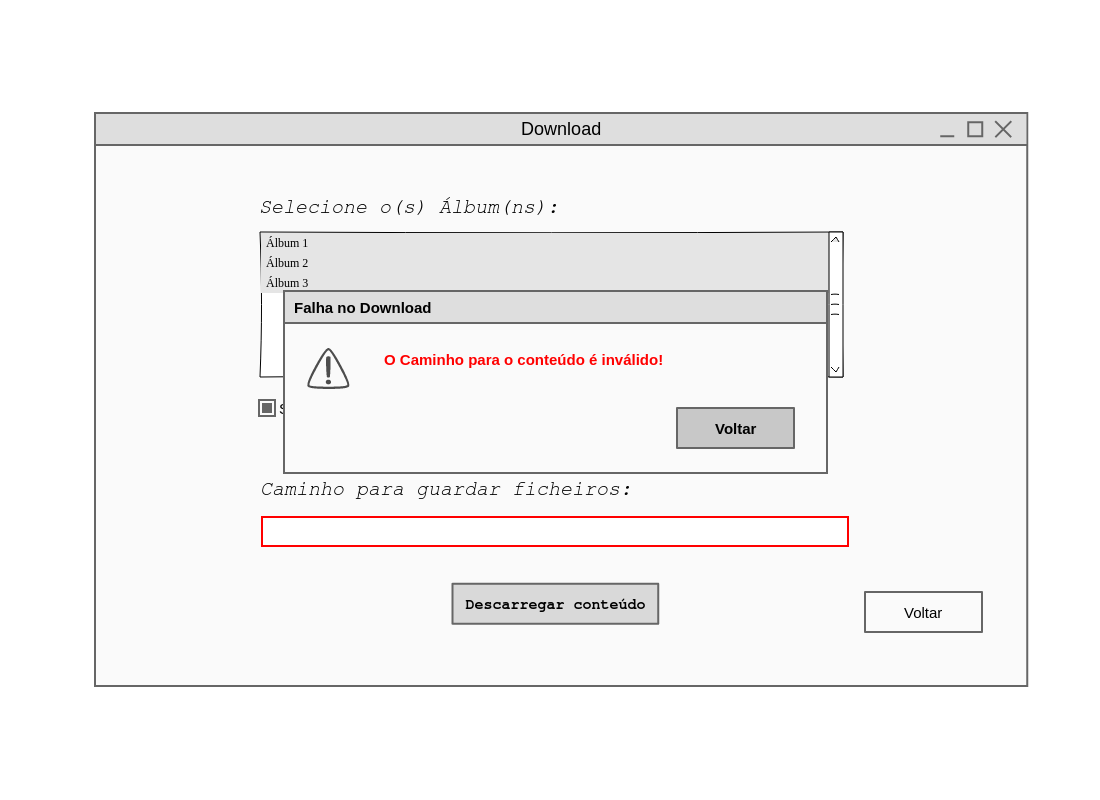 Download
Selecione o(s) Álbum(ns):
Álbum 1
Álbum 2
Álbum 3
Falha no Download
O Caminho para o conteúdo é inválido!
Voltar
Caminho para guardar ficheiros:
Descarregar conteúdo
Voltar